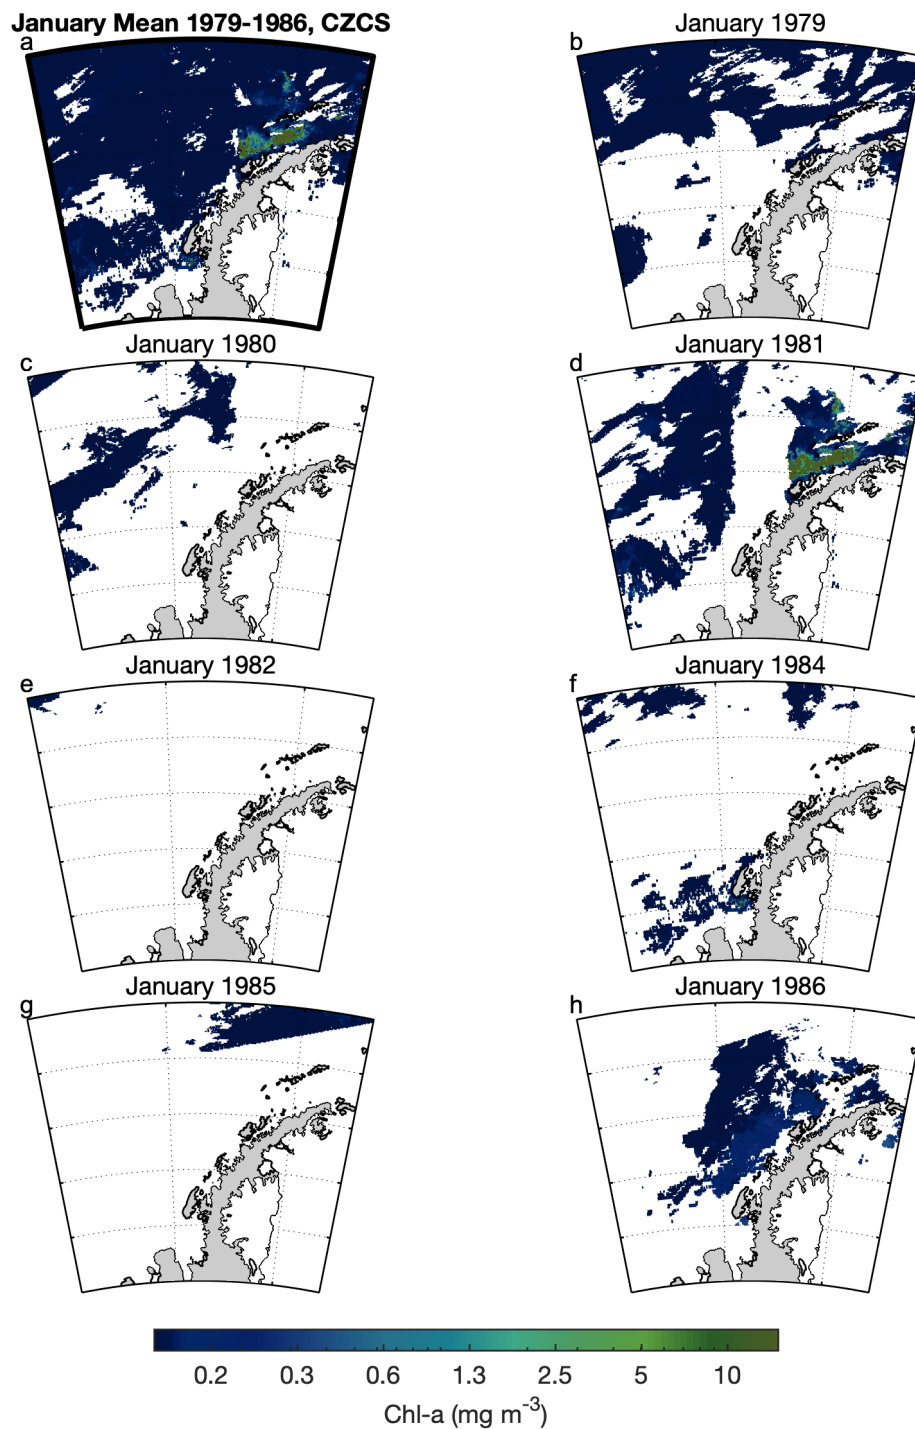 January Mean 1979-1986, CZCS
a
January 1979
b
January 1980
c
January 1981
d
January 1982
e
January 1984
f
January 1985
g
January 1986
h
0.2 0.3 0.6 1.3 2.5 5 10
Chl-a (mg m-3)